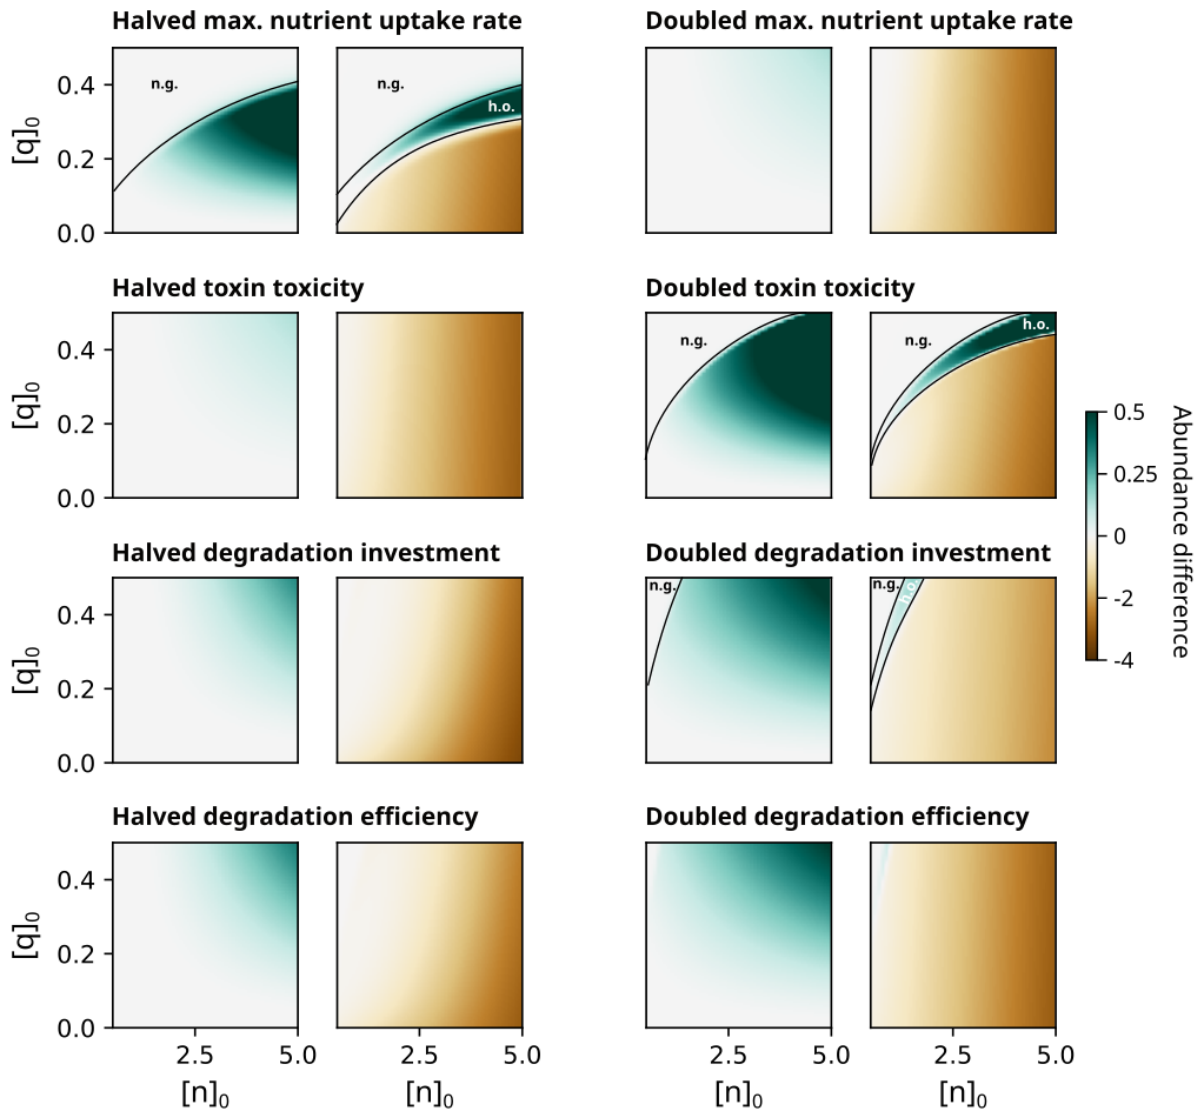 Halved max. nutrient uptake rate
Doubled max. nutrient uptake rate
[q]₀
0.4
0.2
0.0
n.g.
n.g.
h.o.
Halved toxin toxicity
Doubled toxin toxicity
[q]₀
0.4
0.2
0.0
n.g.
n.g.
h.o.
Halved degradation investment
Doubled degradation investment
[q]₀
0.4
0.2
0.0
n.g.
n.g.
h.o.
Halved degradation efficiency
Doubled degradation efficiency
[q]₀
0.4
0.2
0.0
2.5
5.0
2.5
5.0
2.5
5.0
2.5
5.0
[n]₀
[n]₀
[n]₀
[n]₀
0.5
0.25
0
-2
-4
Abundance difference